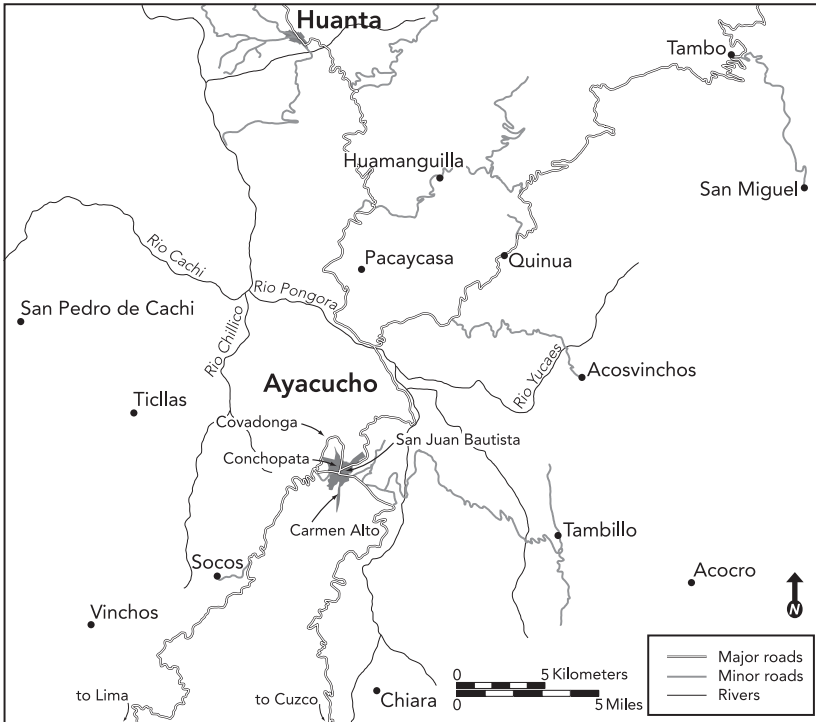 Huanta
Tambo
Huamanguilla
San Miguel
Rio Cachi
Pacaycasa
Quinua
Rio Pongora
San Pedro de Cachi
Rio Chillico
Rio Yucaes
Acosvinchos
Ayacucho
Ticllas
Covadonga
San Juan Bautista
Conchopata
Carmen Alto
Tambillo
Socos
Acocro
Vinchos
N
0 5 Kilometers
0 5 Miles
Major roads
Minor roads
Rivers
to Lima
to Cuzco
Chiara